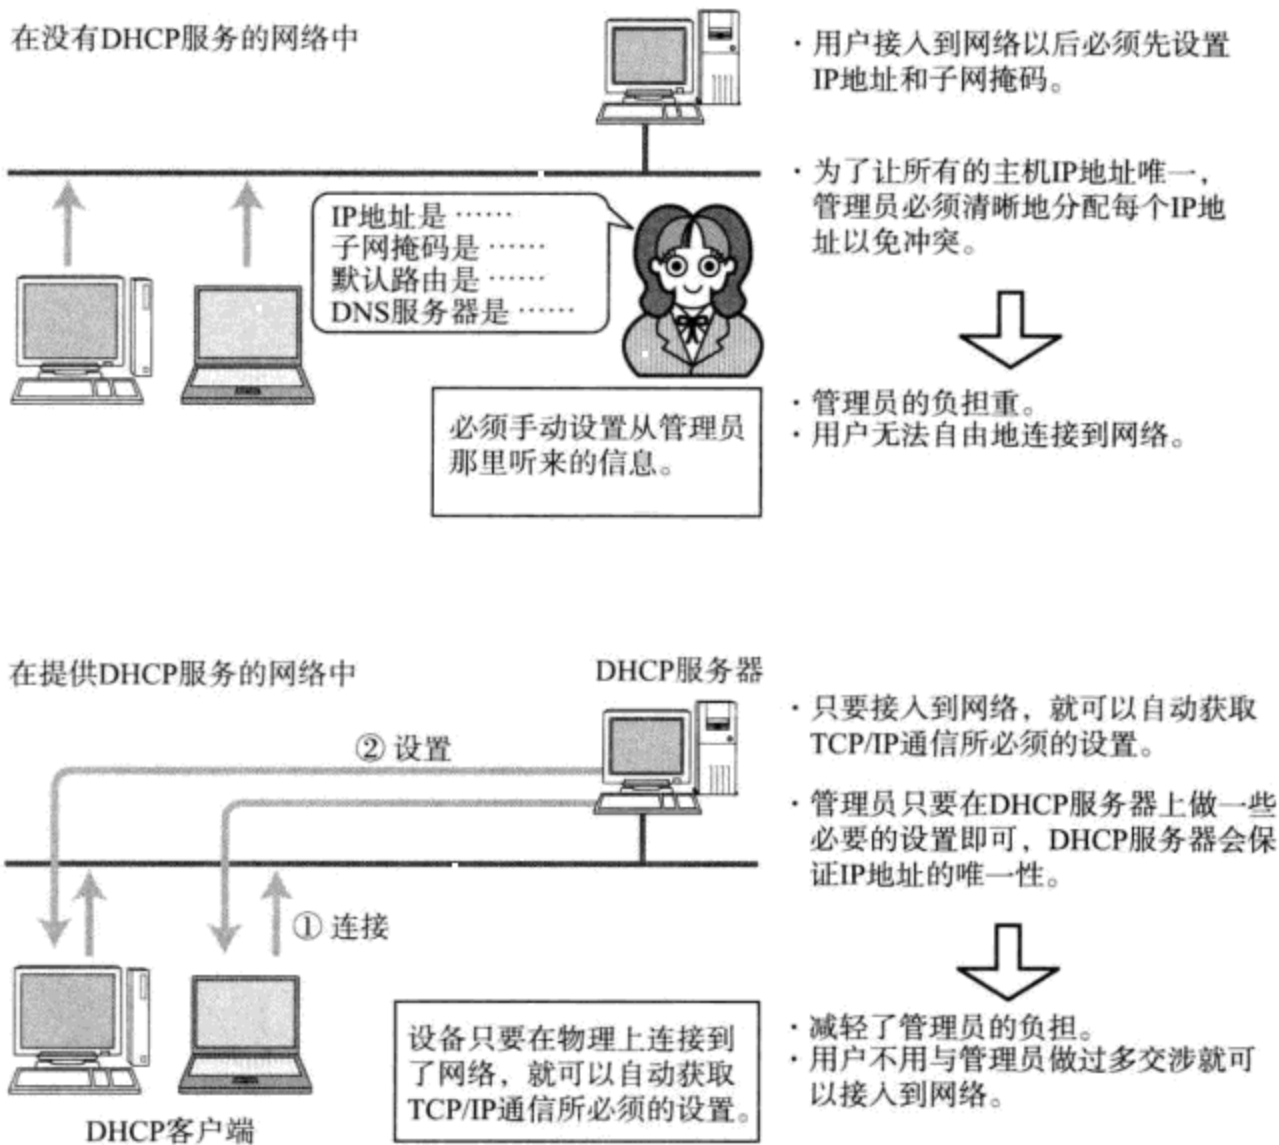 在没有DHCP服务的网络中
· 用户接入到网络以后必须先设置
IP地址和子网掩码。
· 为了让所有的主机IP地址唯一，
管理员必须清晰地分配每个IP地
址以免冲突。
IP地址是 ……
子网掩码是 ……
默认路由是 ……
DNS服务器是 ……
必须手动设置从管理员
那里听来的信息。
· 管理员的负担重。
· 用户无法自由地连接到网络。
在提供DHCP服务的网络中
DHCP服务器
② 设置
① 连接
· 只要接入到网络，就可以自动获取
TCP/IP通信所必须的设置。
· 管理员只要在DHCP服务器上做一些
必要的设置即可，DHCP服务器会保
证IP地址的唯一性。
设备只要在物理上连接到
了网络，就可以自动获取
TCP/IP通信所必须的设置。
DHCP客户端
· 减轻了管理员的负担。
· 用户不用与管理员做过多交涉就可
以接入到网络。